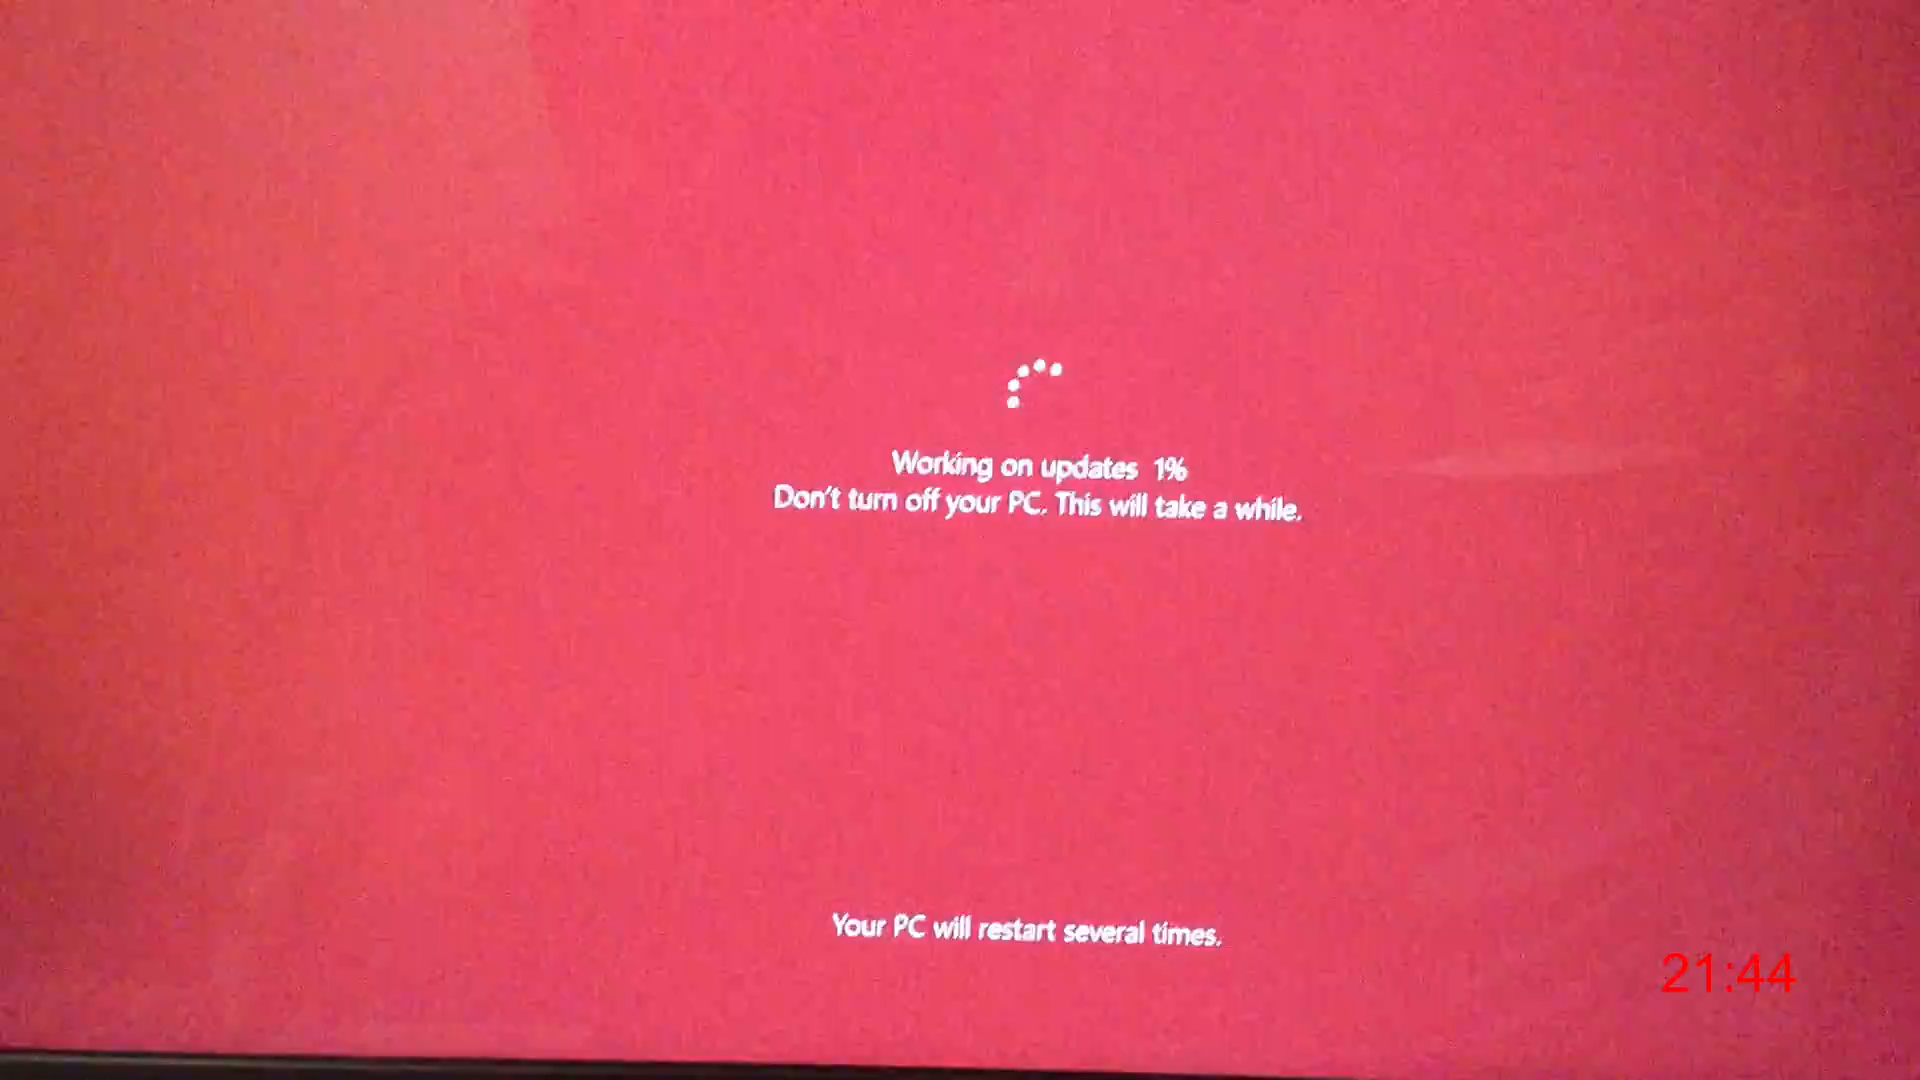 Working on updates 1%
Don't turn off your PC. This will take a while.
Your PC will restart several times.
21:44